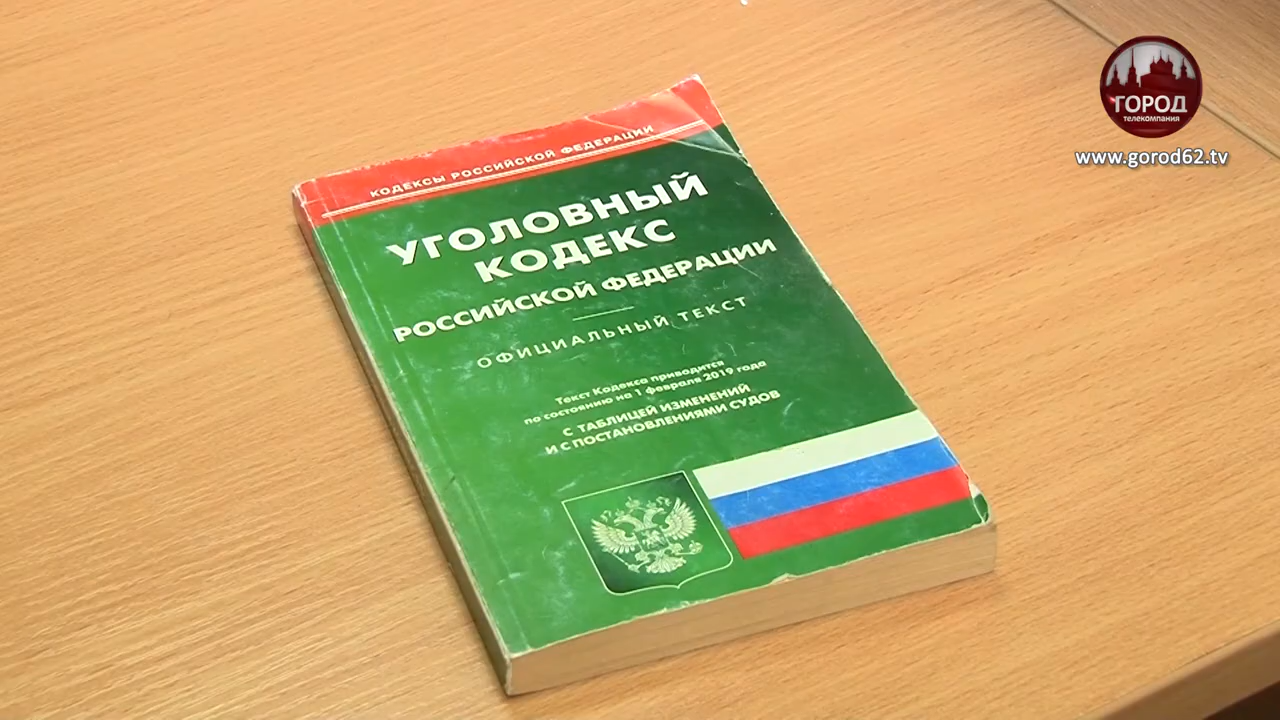 ГОРОД
телекомпания
www.gorod62.tv
КОДЕКСЫ РОССИЙСКОЙ ФЕДЕРАЦИИ
УГОЛОВНЫЙ
КОДЕКС
РОССИЙСКОЙ ФЕДЕРАЦИИ
ОФИЦИАЛЬНЫЙ ТЕКСТ
Текст Кодекса приводится
по состоянию на 1 февраля 2019 года
С ТАБЛИЦЕЙ ИЗМЕНЕНИЙ
И С ПОСТАНОВЛЕНИЯМИ СУДОВ